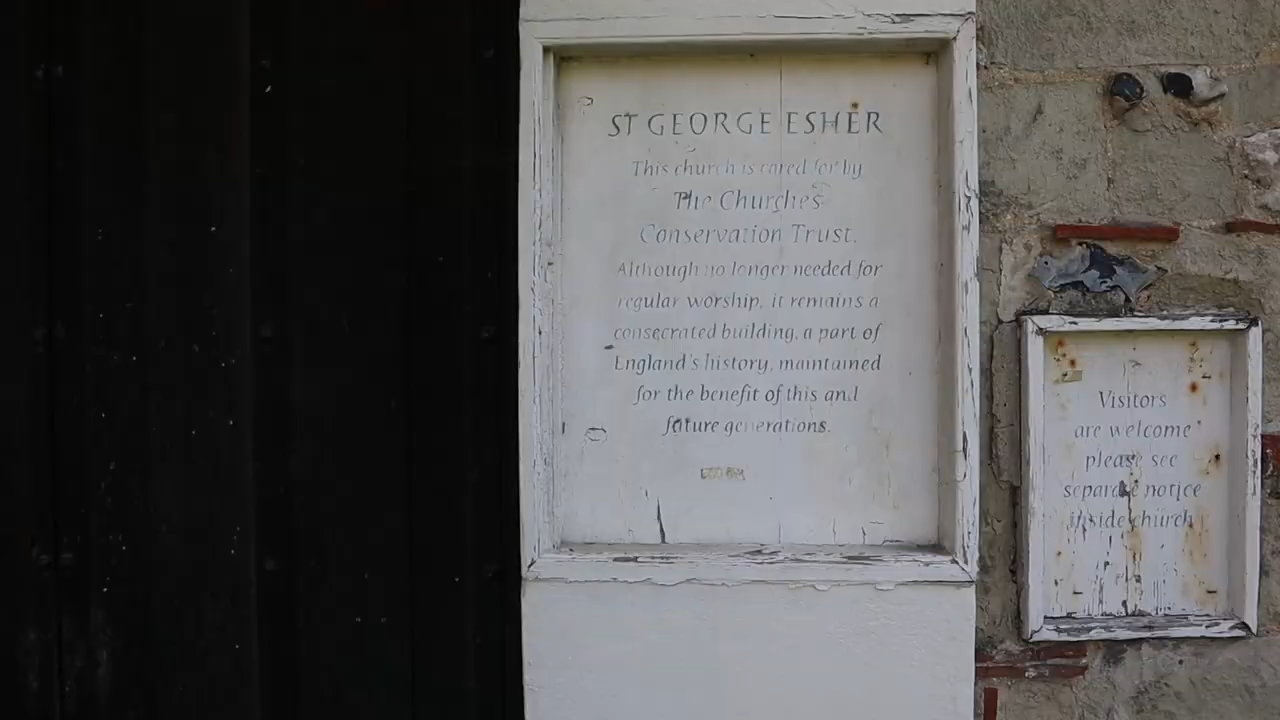 ST GEORGE ESHER
This church is cared for by
The Churches
Conservation Trust.
Although no longer needed for
regular worship, it remains a
consecrated building, a part of
England's history, maintained
for the benefit of this and
future generations.
Visitors
are welcome
please see
separate notice
inside church